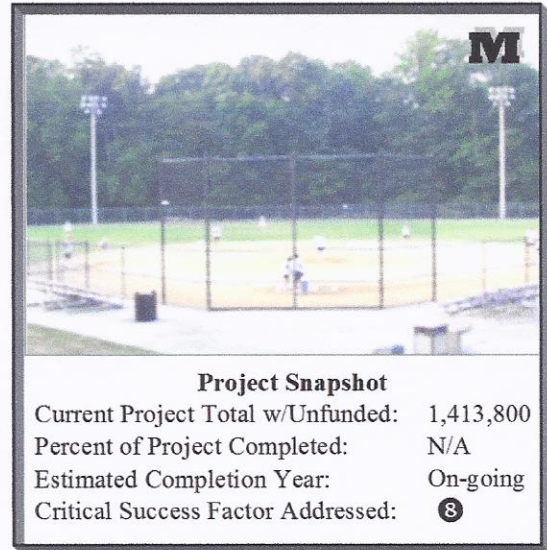 M
Project Snapshot
Current Project Total w/Unfunded: 1,413,800
Percent of Project Completed: N/A
Estimated Completion Year: On-going
Critical Success Factor Addressed: ❽